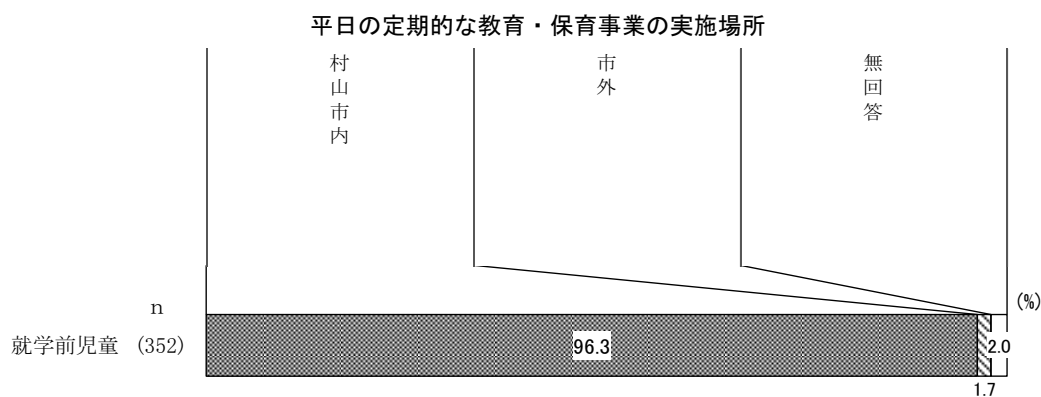 平日の定期的な教育・保育事業の実施場所
村山市内
市外
無回答
n
(%)
就学前児童 (352)
96.3
2.0
1.7